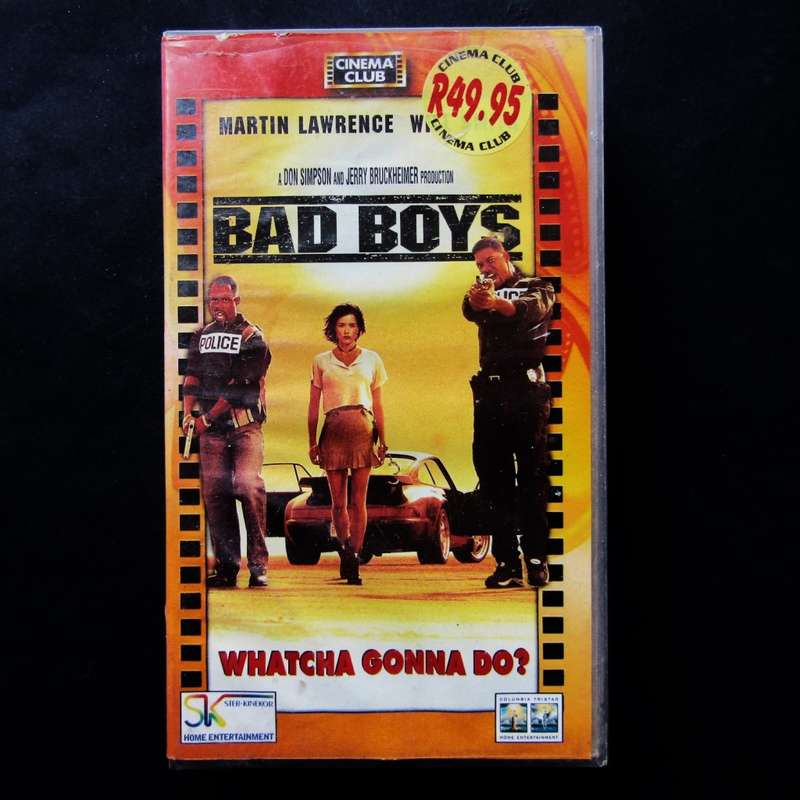 CINEMA
CLUB
CINEMA CLUB
R49.95
CINEMA CLUB
MARTIN LAWRENCE W
A DON SIMPSON AND JERRY BRUCKHEIMER PRODUCTION
BAD BOYS
POLICE
LICE
WHATCHA GONNA DO?
SK STER-KINEKOR
HOME ENTERTAINMENT
COLUMBIA TRISTAR
HOME ENTERTAINMENT